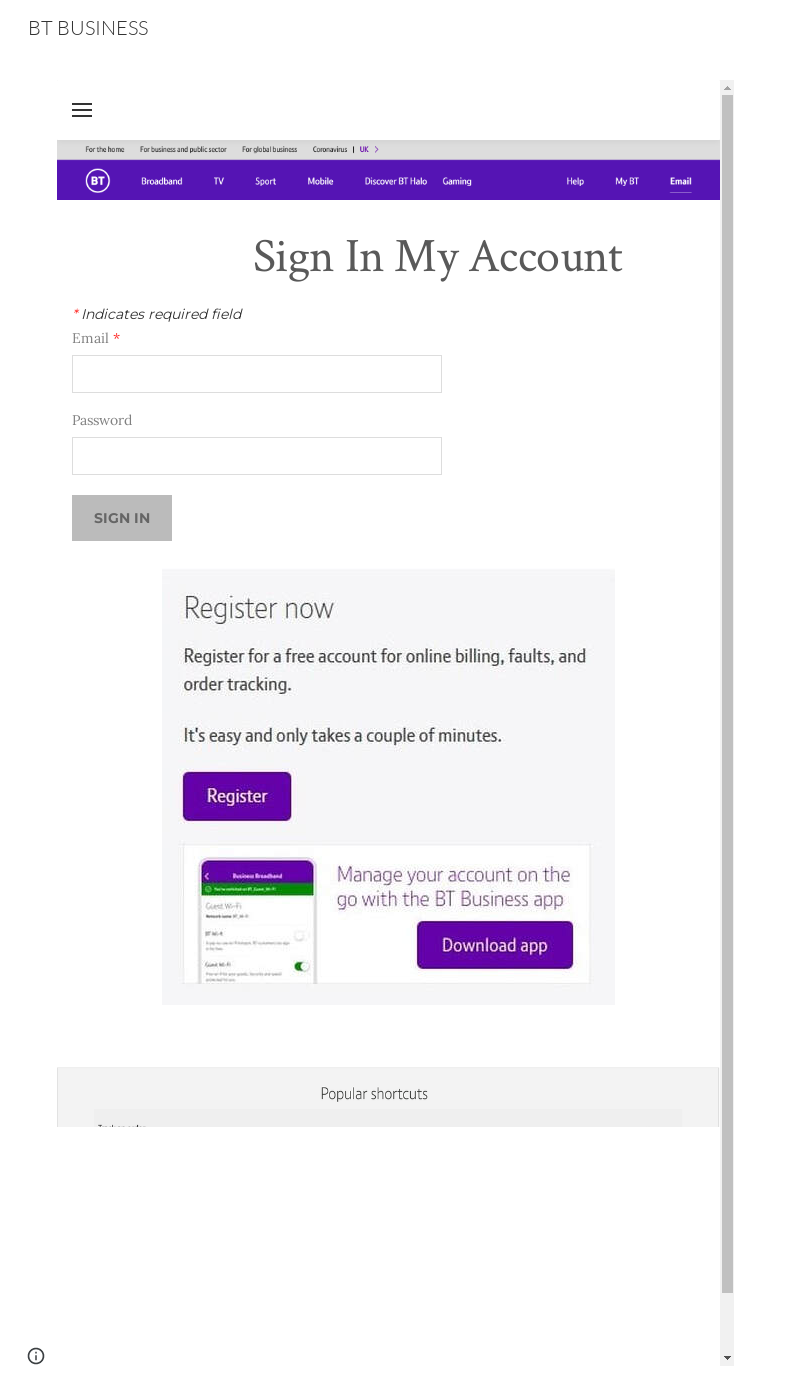 BT BUSINESS
For the home For business and public sector For global business Coronavirus | UK >
BT Broadband TV Sport Mobile Discover BT Halo Gaming Help My BT Email
Sign In My Account
* Indicates required field
Email *
Password
SIGN IN
Register now
Register for a free account for online billing, faults, and
order tracking.
It's easy and only takes a couple of minutes.
Register
Business Broadband
Guest Wi-Fi
BT Wi-fi
Guest Wi-Fi
Manage your account on the
go with the BT Business app
Download app
Popular shortcuts